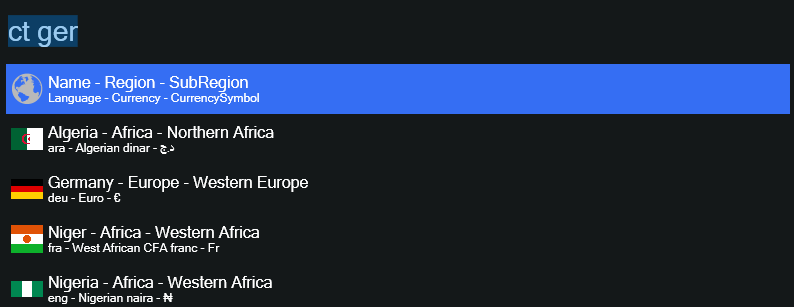 ct ger
Name - Region - SubRegion
Language - Currency - CurrencySymbol
Algeria - Africa - Northern Africa
ara - Algerian dinar - د.ج
Germany - Europe - Western Europe
deu - Euro - €
Niger - Africa - Western Africa
fra - West African CFA franc - Fr
Nigeria - Africa - Western Africa
eng - Nigerian naira - ₦